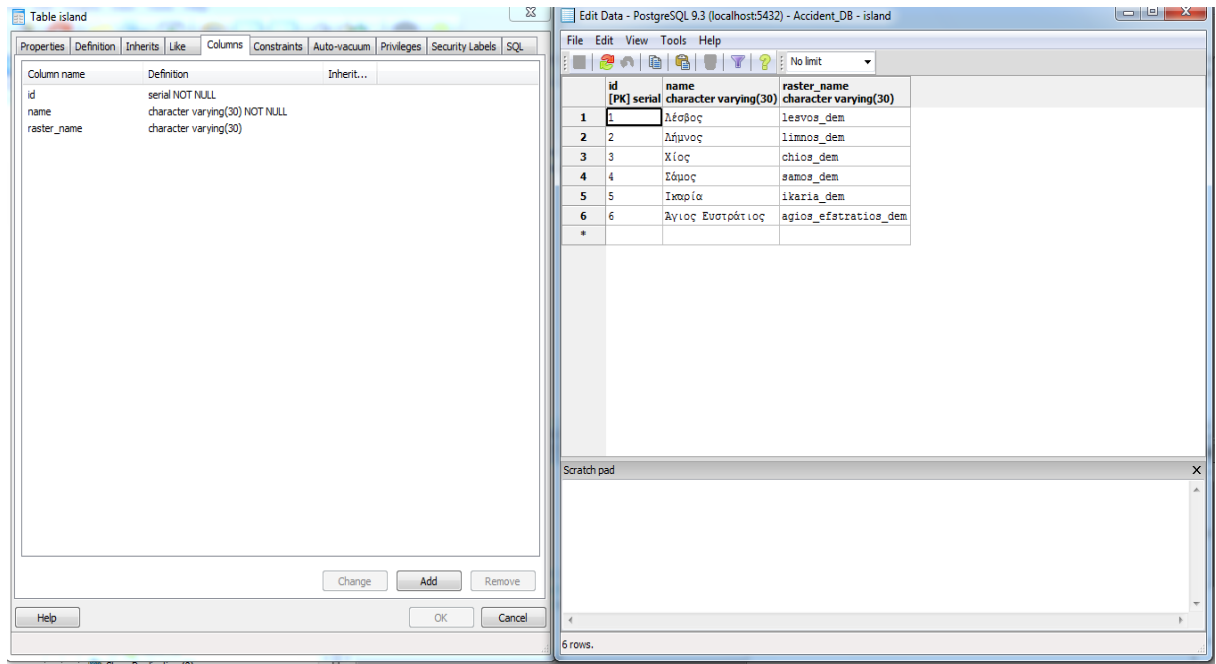 Table island
Properties Definition Inherits Like Columns Constraints Auto-vacuum Privileges Security Labels SQL
Column name Definition Inherit...
id serial NOT NULL
name character varying(30) NOT NULL
raster_name character varying(30)
Change Add Remove
Help OK Cancel
Edit Data - PostgreSQL 9.3 (localhost:5432) - Accident_DB - island
File Edit View Tools Help
No limit
id name raster_name
[PK] serial character varying(30) character varying(30)
1 1 Λέσβος lesvos_dem
2 2 Λήμνος limnos_dem
3 3 Χίος chios_dem
4 4 Σάμος samos_dem
5 5 Ικαρία ikaria_dem
6 6 Άγιος Ευστράτιος agios_efstratios_dem
*
Scratch pad
6 rows.